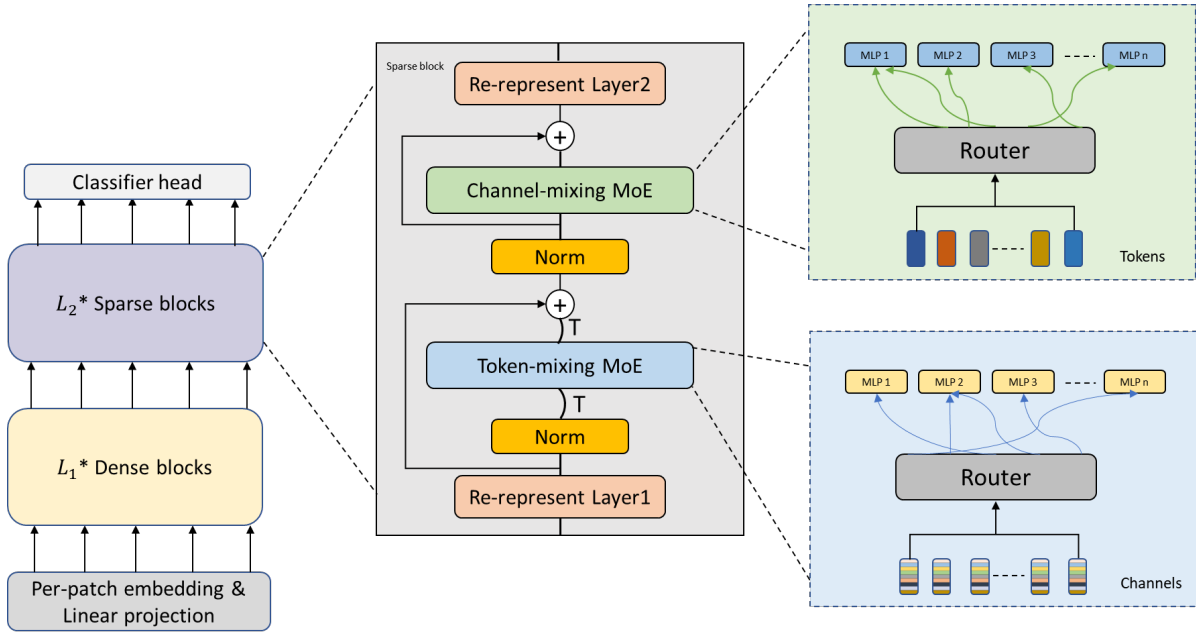 Classifier head
L₂* Sparse blocks
L₁* Dense blocks
Per-patch embedding &
Linear projection
Sparse block
Re-represent Layer2
+
Channel-mixing MoE
Norm
+
T
Token-mixing MoE
T
Norm
Re-represent Layer1
MLP 1 MLP 2 MLP 3 MLP n
Router
Tokens
MLP 1 MLP 2 MLP 3 MLP n
Router
Channels